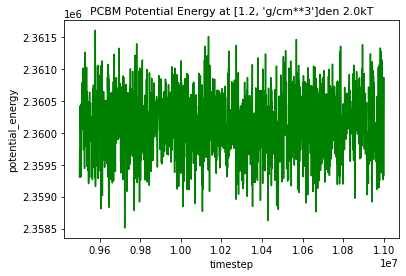 PCBM Potential Energy at [1.2, 'g/cm**3']den 2.0kT
1e6
2.3615
2.3610
2.3605
2.3600
2.3595
2.3590
2.3585
potential_energy
0.96 0.98 1.00 1.02 1.04 1.06 1.08 1.10
timestep
1e7